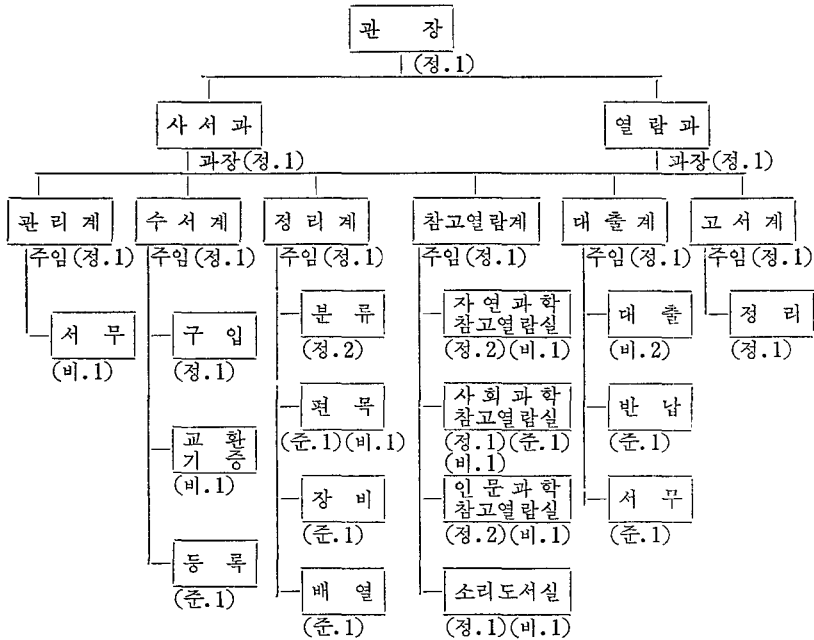 관 장
(정.1)
사 서 과
열 람 과
과장(정.1)
과장(정.1)
관 리 계
수 서 계
정 리 계
참고열람계
대 출 계
고 서 계
주임(정.1)
주임(정.1)
주임(정.1)
주임(정.1)
주임(정.1)
주임(정.1)
서 무
(비.1)
구 입
(정.1)
교 환
기 증
(비.1)
등 록
(준.1)
분 류
(정.2)
편 목
(준.1)(비.1)
장 비
(준.1)
배 열
(준.1)
자 연 과 학
참고열람실
(정.2)(비.1)
사 회 과 학
참고열람실
(정.1)(준.1)
(비.1)
인 문 과 학
참고열람실
(정.2)(비.1)
소리도서실
(정.1)(비.1)
대 출
(비.2)
반 납
(준.1)
서 무
(준.1)
정 리
(정.1)